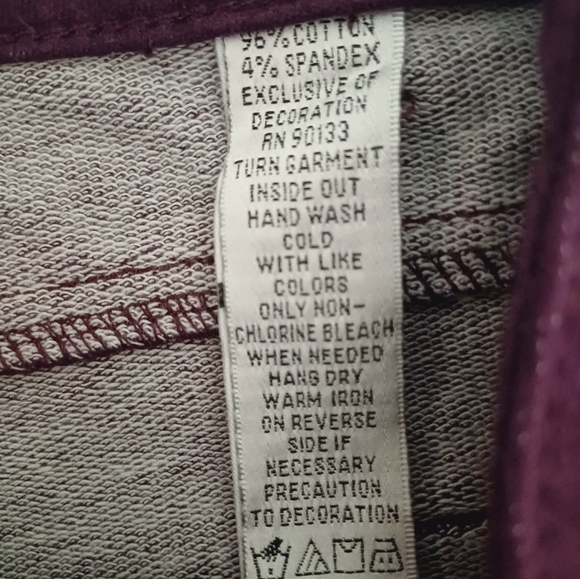 96% COTTON
4% SPANDEX
EXCLUSIVE OF
DECORATION
RN 90133
TURN GARMENT
INSIDE OUT
HAND WASH
COLD
WITH LIKE
COLORS
ONLY NON-
CHLORINE BLEACH
WHEN NEEDED
HANG DRY
WARM IRON
ON REVERSE
SIDE IF
NECESSARY
PRECAUTION
TO DECORATION